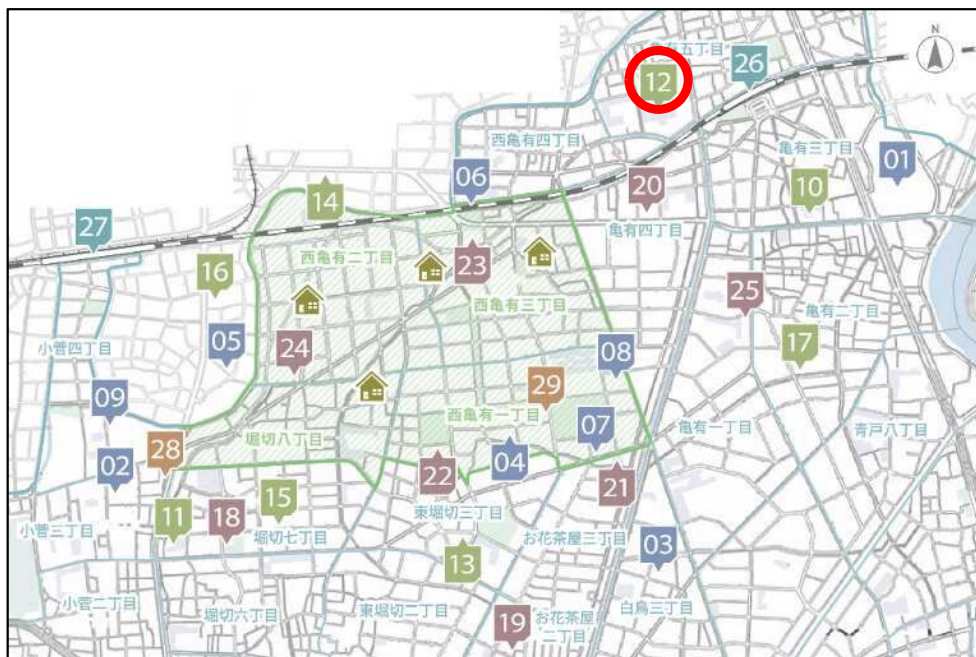 亀有五丁目
12
26
N
西亀有四丁目
亀有三丁目
01
06
20
10
14
27
亀有四丁目
西亀有二丁目
23
16
25
西亀有三丁目
亀有二丁目
小菅四丁目
05
24
08
17
09
29
西亀有一丁目
07
亀有一丁目
青戸八丁目
堀切八丁目
28
02
04
22
21
15
11
18
東堀切三丁目
小菅三丁目
堀切七丁目
お花茶屋三丁目
03
13
小菅二丁目
堀切六丁目
東堀切二丁目
19
お花茶屋
二丁目
白鳥三丁目